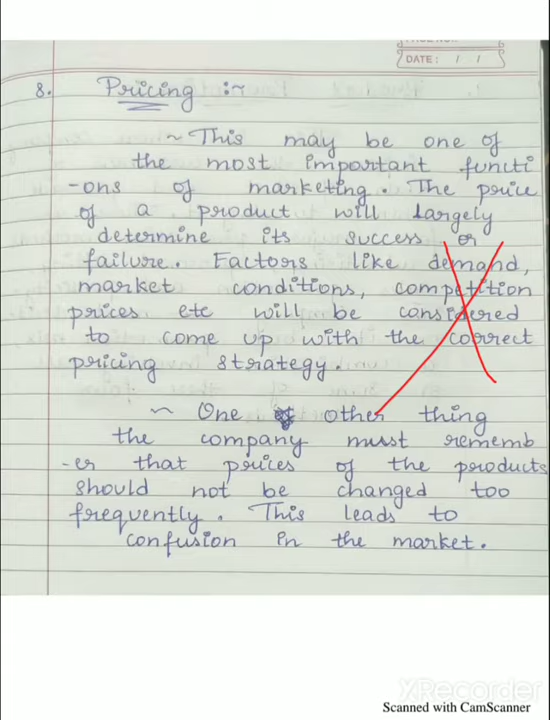 DATE: / /
8. Pricing :~
~ This may be one of
the most important functi
-ons of marketing. The price
of a product will largely
determine its success or
failure. Factors like demand,
market conditions, competition
prices etc will be considered
to come up with the correct
pricing strategy.
~ One other thing
the company must rememb
-er that prices of the products
should not be changed too
frequently. This leads to
confusion in the market.
XRecorder
Scanned with CamScanner